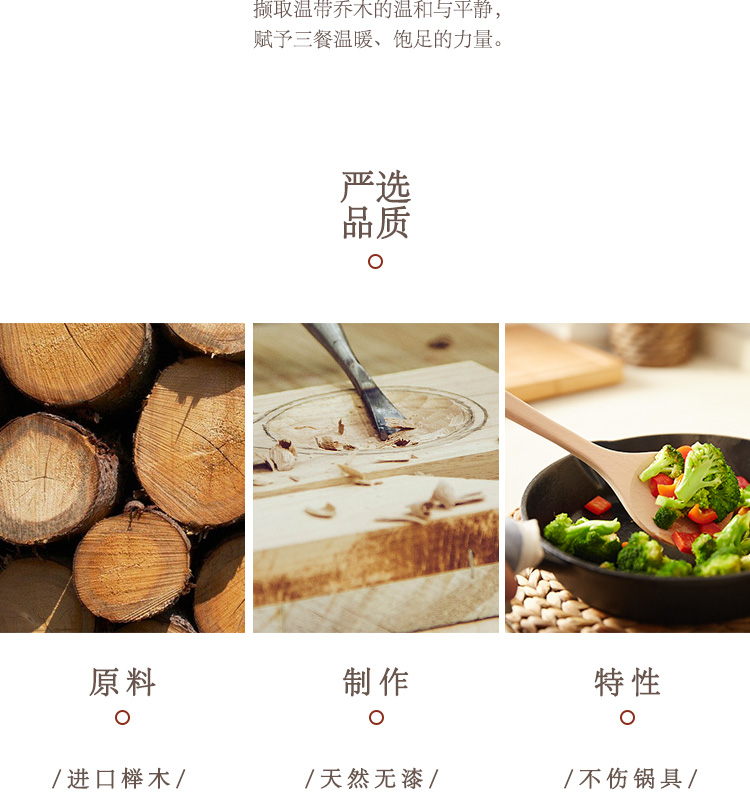 撷取温带乔木的温和与平静，
赋予三餐温暖、饱足的力量。
严选
品质
原料
制作
特性
/进口榉木/
/天然无漆/
/不伤锅具/